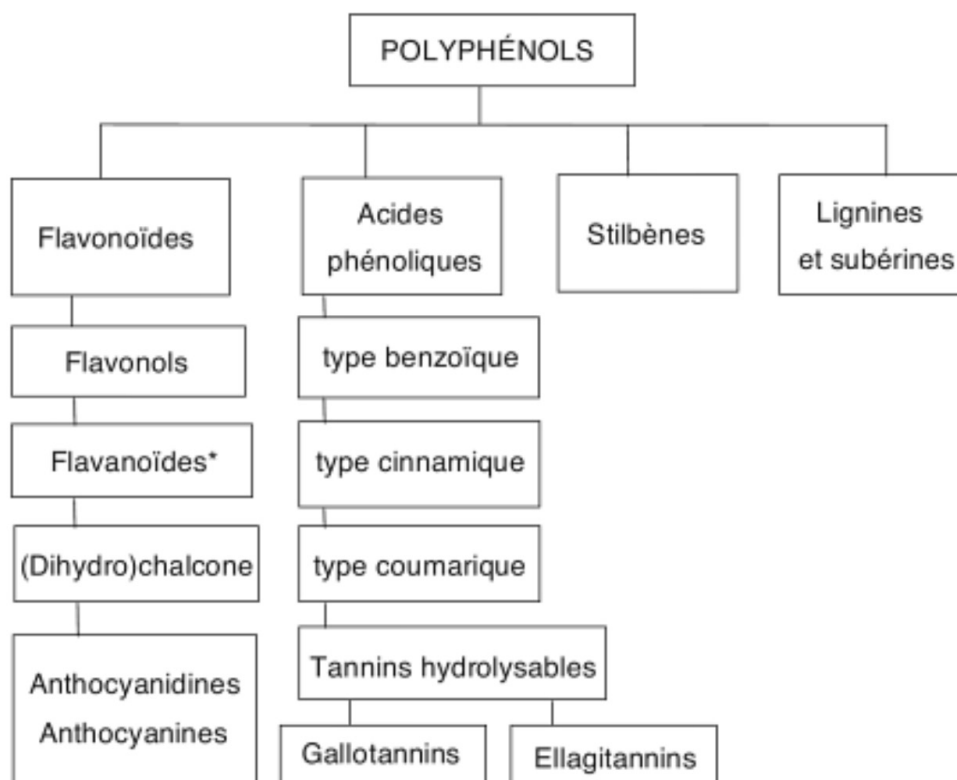 POLYPHÉNOLS
Flavonoïdes
Acides
phénoliques
Stilbènes
Lignines
et subérines
Flavonols
type benzoïque
Flavanoïdes*
type cinnamique
(Dihydro)chalcone
type coumarique
Anthocyanidines
Anthocyanines
Tannins hydrolysables
Gallotannins
Ellagitannins